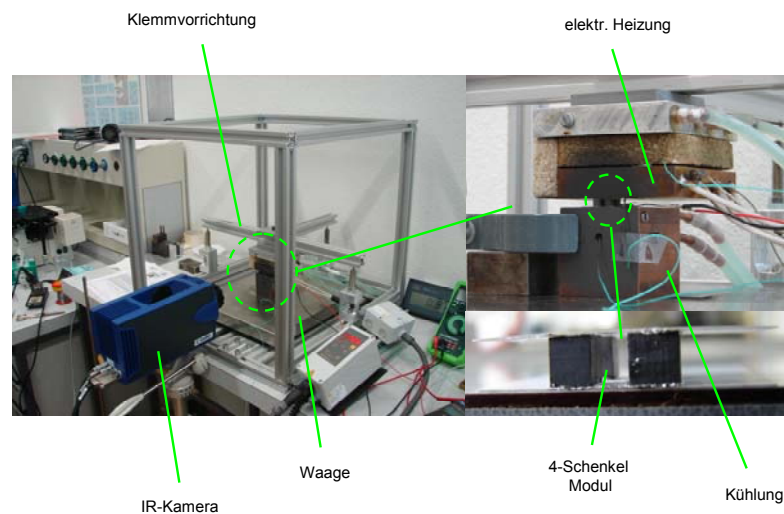 Klemmvorrichtung
elektr. Heizung
Waage
4-Schenkel
Modul
Kühlung
IR-Kamera